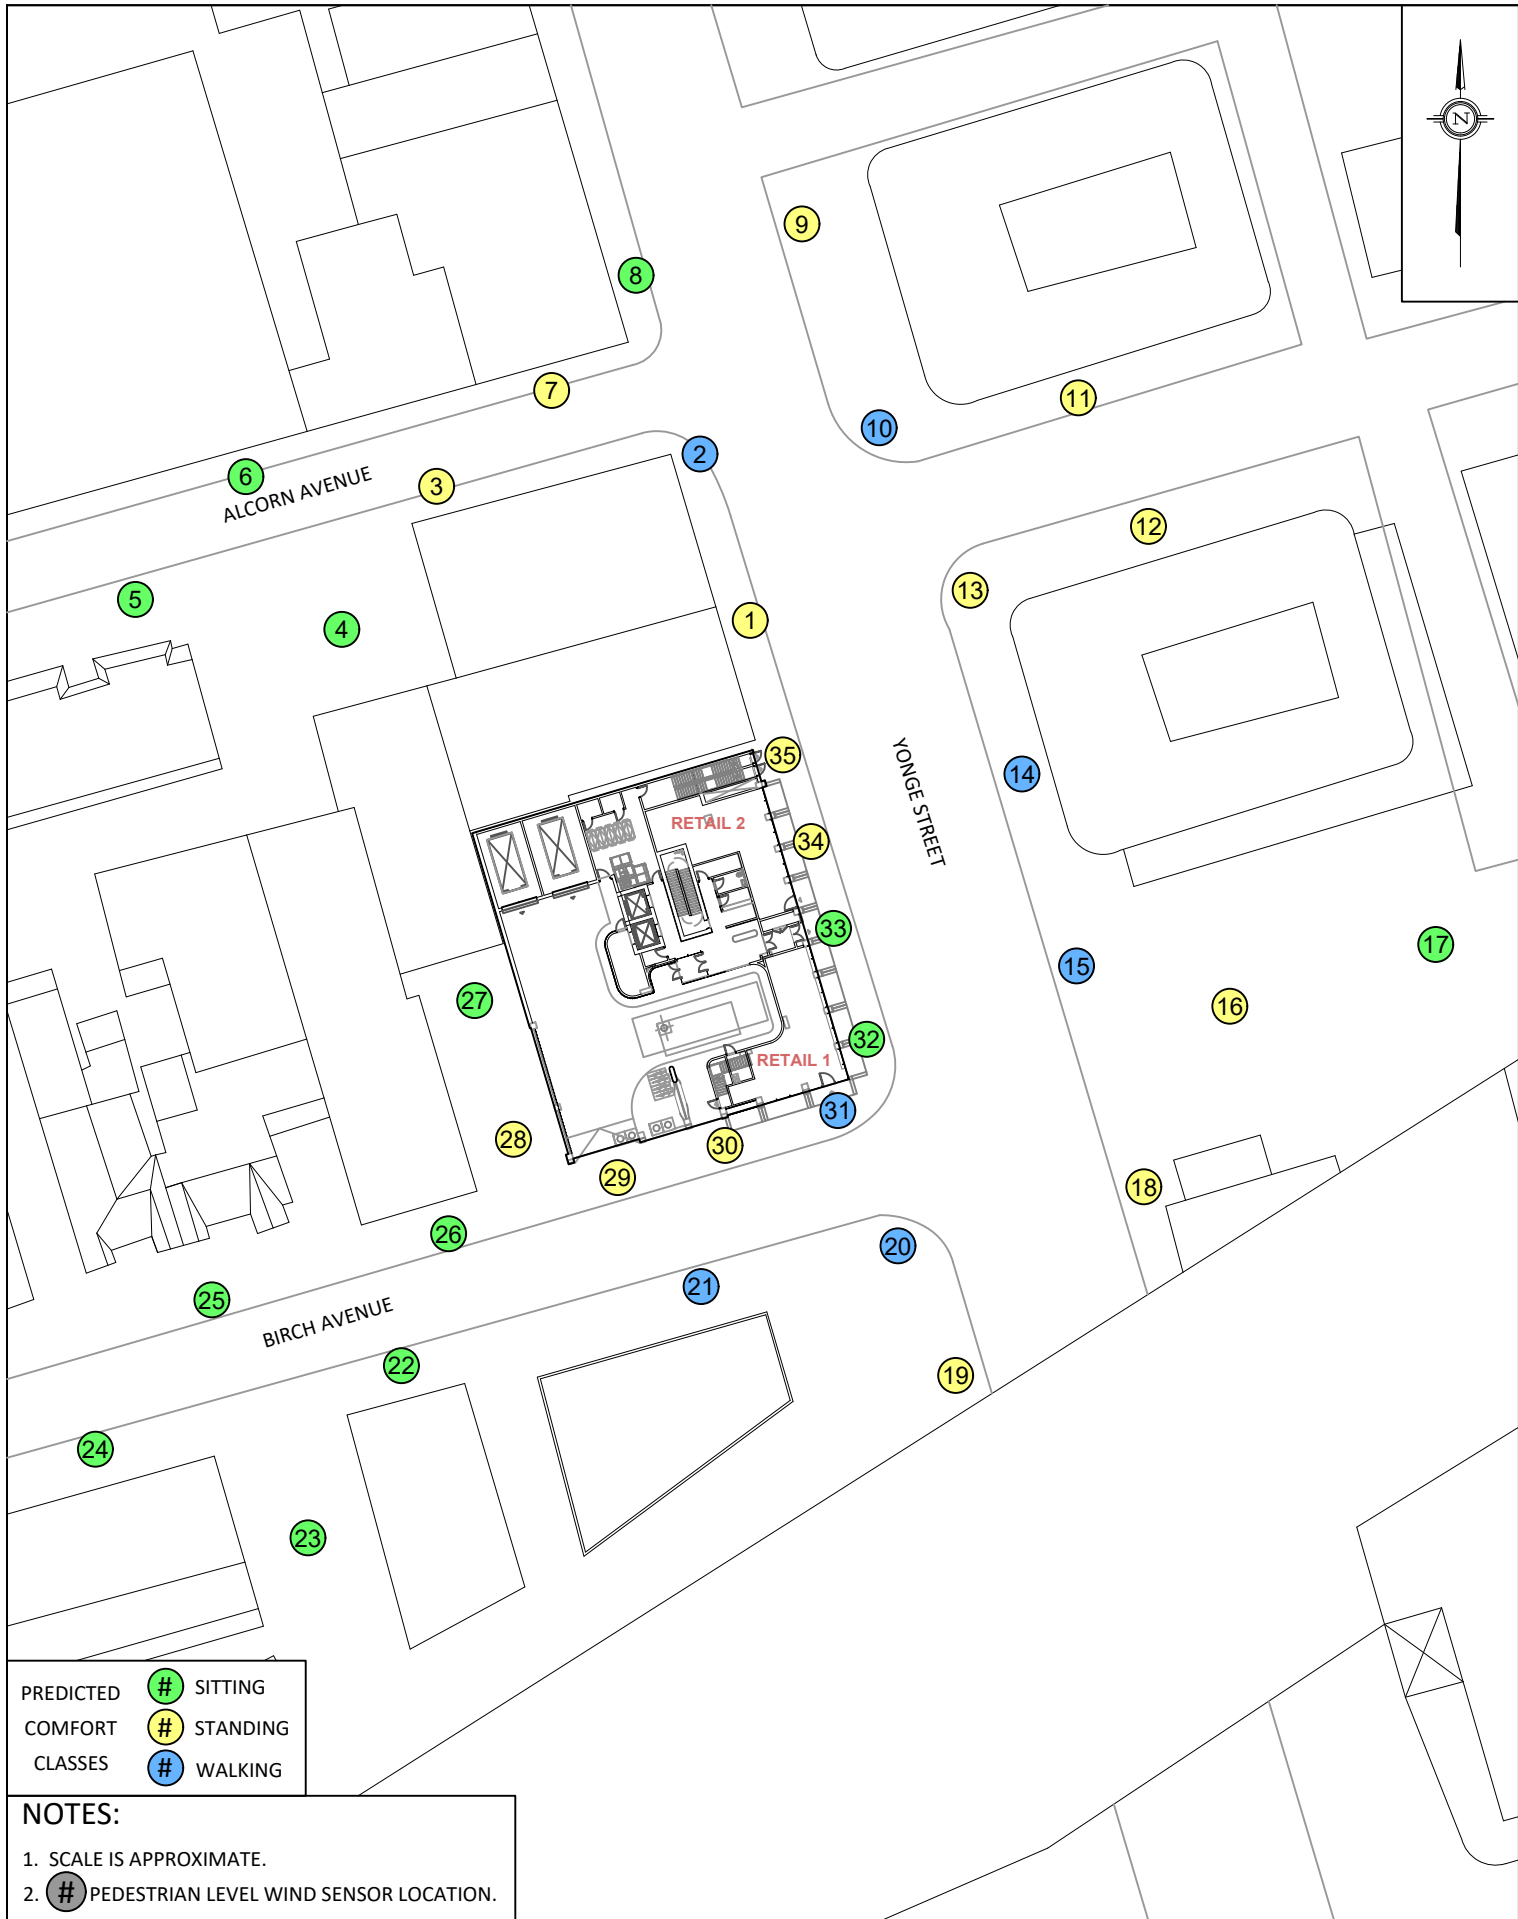 N
9
8
7
11
10
2
6
3
ALCORN AVENUE
12
13
5
4
1
35
YONGE STREET
14
RETAIL 2
34
33
17
15
27
16
32
RETAIL 1
31
28
30
29
18
26
20
21
25
BIRCH AVENUE
22
19
24
23
PREDICTED
COMFORT
CLASSES
# SITTING
# STANDING
# WALKING
NOTES:
1. SCALE IS APPROXIMATE.
2. # PEDESTRIAN LEVEL WIND SENSOR LOCATION.